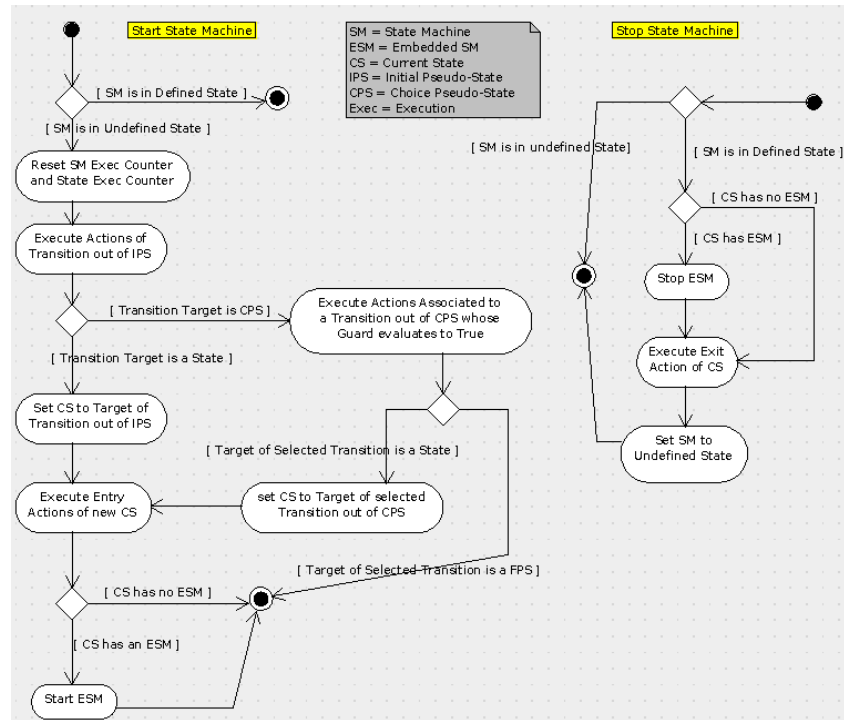 Start State Machine
SM = State Machine
ESM = Embedded SM
CS = Current State
IPS = Initial Pseudo-State
CPS = Choice Pseudo-State
Exec = Execution
Stop State Machine
[ SM is in Defined State ]
[ SM is in Undefined State ]
Reset SM Exec Counter
and State Exec Counter
Execute Actions of
Transition out of IPS
[ Transition Target is CPS ]
Execute Actions Associated to
a Transition out of CPS whose
Guard evaluates to True
[ Transition Target is a State ]
Set CS to Target of
Transition out of IPS
[ Target of Selected Transition is a State ]
Execute Entry
Actions of new CS
set CS to Target of selected
Transition out of CPS
[ Target of Selected Transition is a FPS ]
[ CS has no ESM ]
[ CS has an ESM ]
Start ESM
[ SM is in undefined State]
[ SM is in Defined State ]
[ CS has no ESM ]
[ CS has ESM ]
Stop ESM
Execute Exit
Action of CS
Set SM to
Undefined State